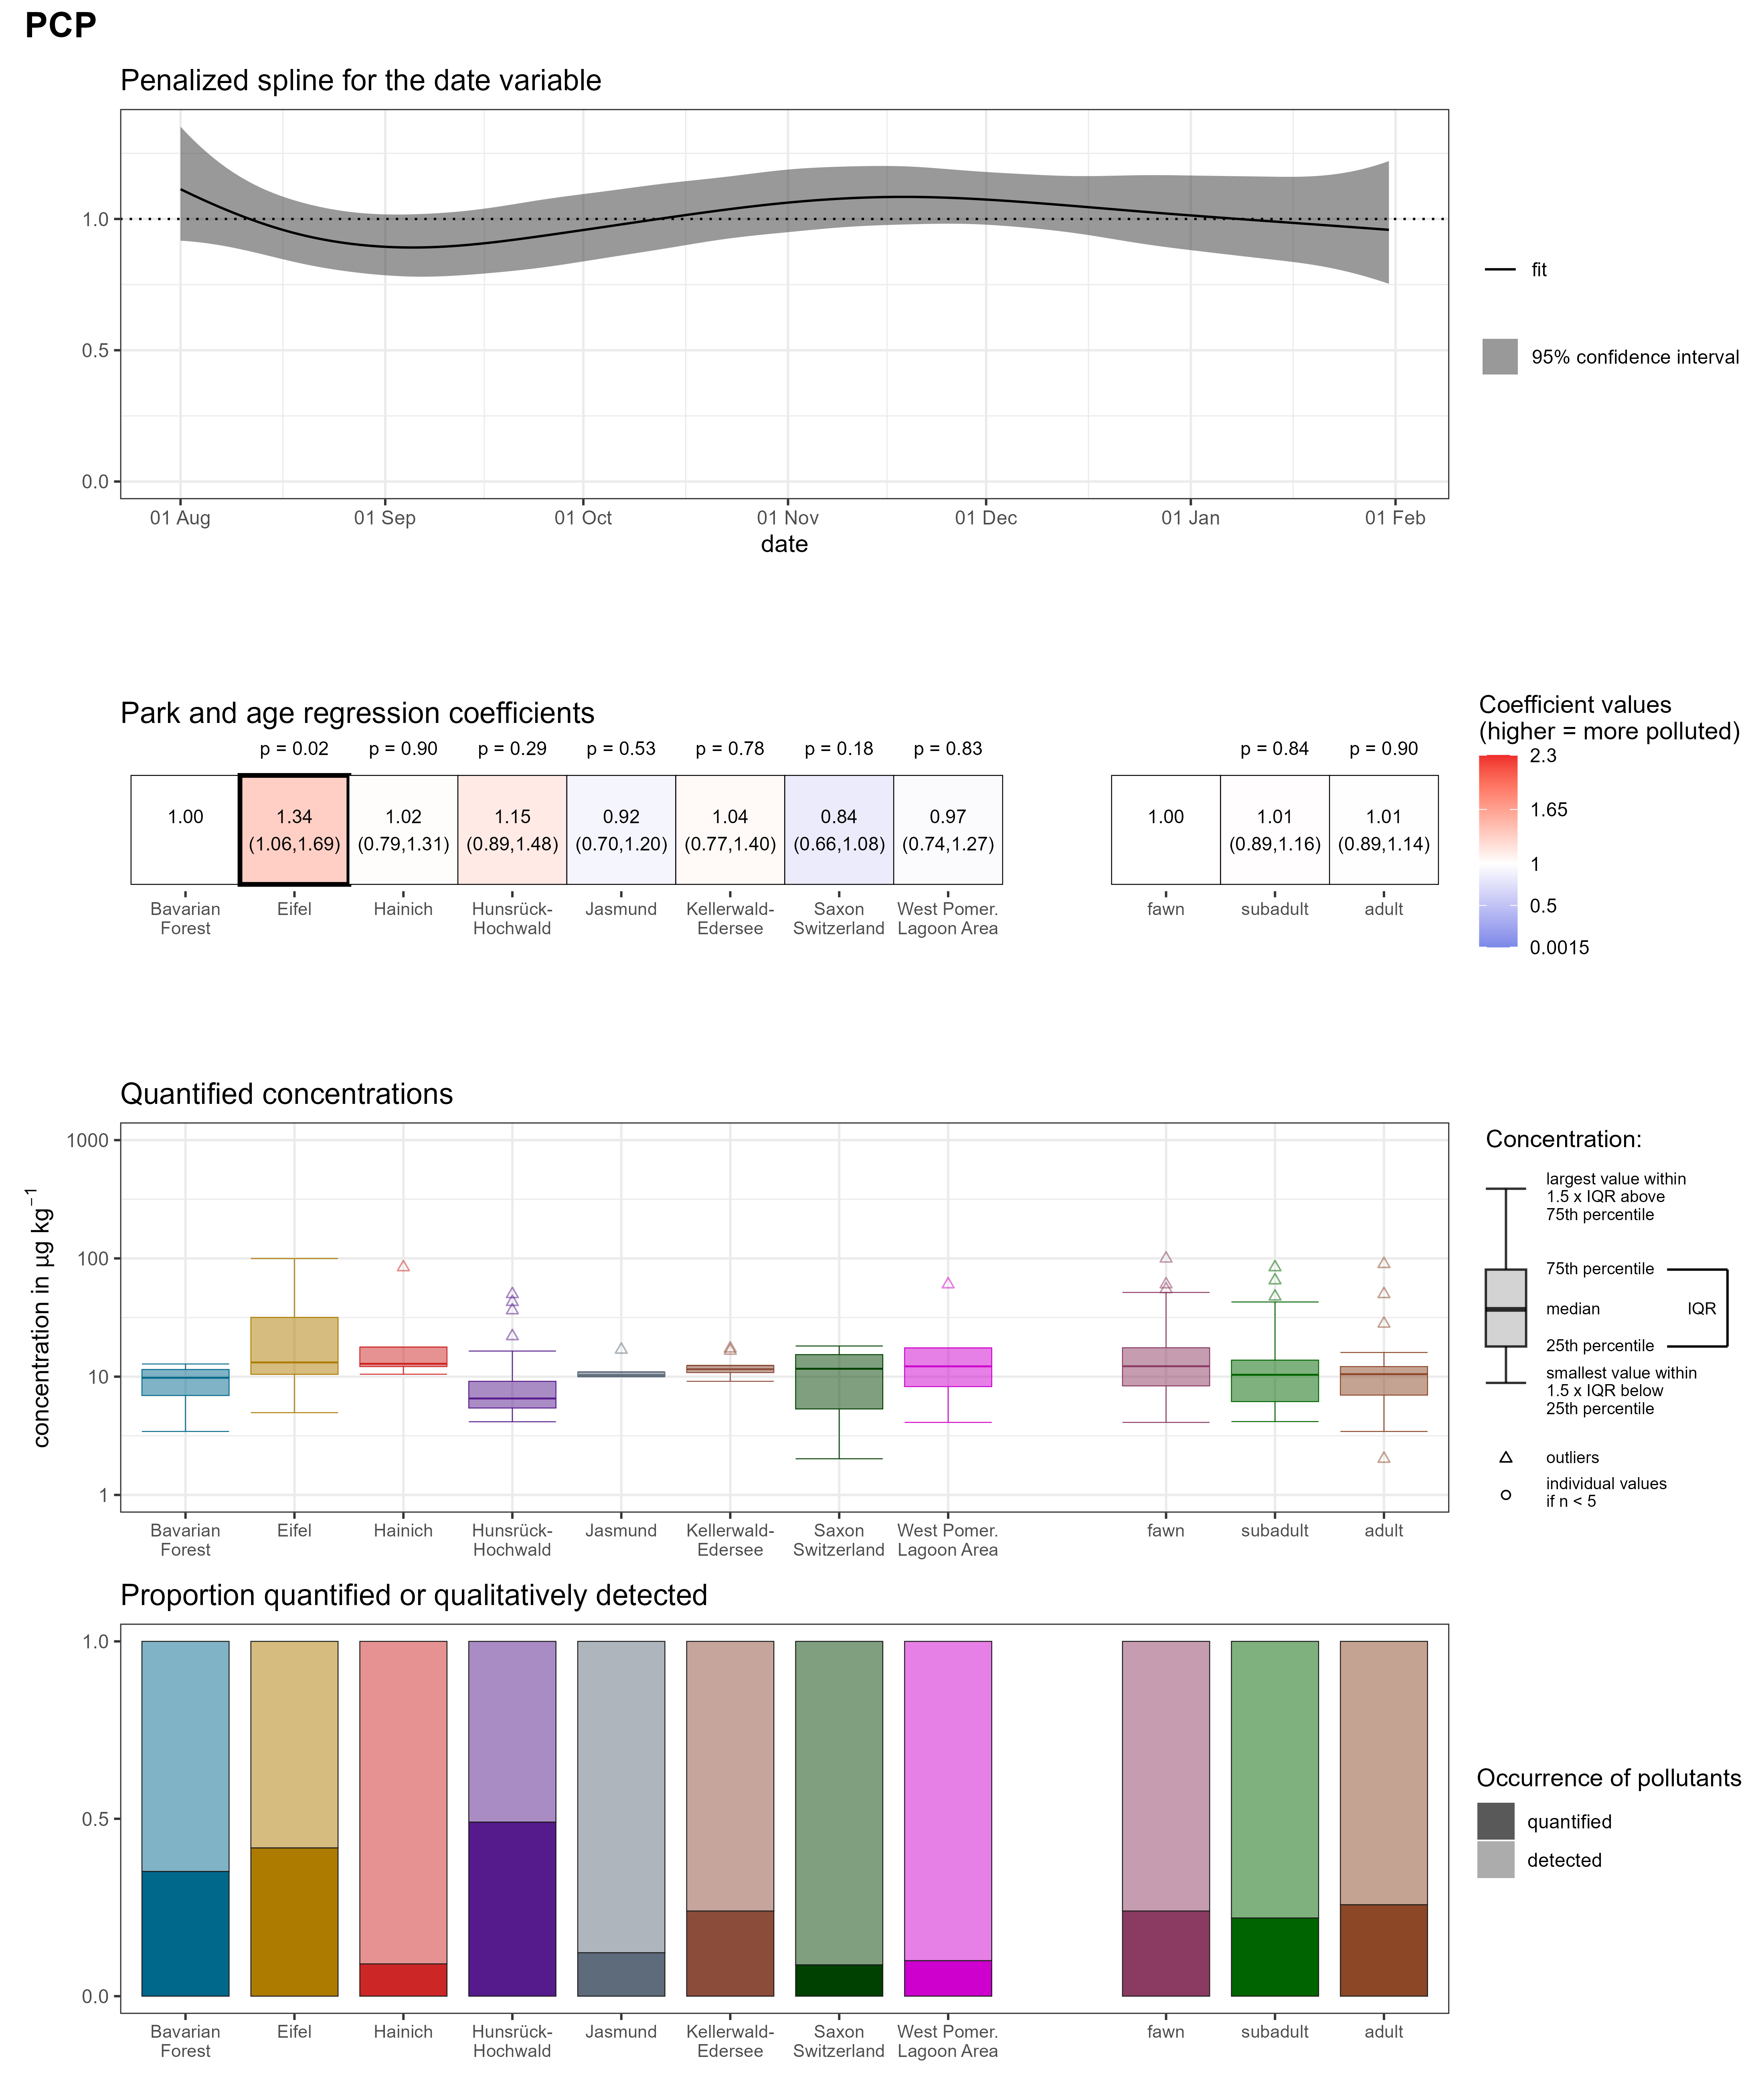 PCP
Penalized spline for the date variable
1.0
0.5
0.0
01 Aug 01 Sep 01 Oct 01 Nov 01 Dec 01 Jan 01 Feb
date
fit
95% confidence interval
Park and age regression coefficients
p = 0.02 p = 0.90 p = 0.29 p = 0.53 p = 0.78 p = 0.18 p = 0.83 p = 0.84 p = 0.90
1.00 1.34 1.02 1.15 0.92 1.04 0.84 0.97 1.00 1.01 1.01
(1.06,1.69) (0.79,1.31) (0.89,1.48) (0.70,1.20) (0.77,1.40) (0.66,1.08) (0.74,1.27) (0.89,1.16) (0.89,1.14)
Bavarian Eifel Hainich Hunsrück- Jasmund Kellerwald- Saxon West Pomer. fawn subadult adult
Forest Hochwald Edersee Switzerland Lagoon Area
Coefficient values
(higher = more polluted)
2.3
1.65
1
0.5
0.0015
Quantified concentrations
concentration in µg kg⁻¹
1000
100
10
1
Bavarian Eifel Hainich Hunsrück- Jasmund Kellerwald- Saxon West Pomer. fawn subadult adult
Forest Hochwald Edersee Switzerland Lagoon Area
Concentration:
largest value within
1.5 x IQR above
75th percentile
75th percentile
median IQR
25th percentile
smallest value within
1.5 x IQR below
25th percentile
outliers
individual values
if n < 5
Proportion quantified or qualitatively detected
1.0
0.5
0.0
Bavarian Eifel Hainich Hunsrück- Jasmund Kellerwald- Saxon West Pomer. fawn subadult adult
Forest Hochwald Edersee Switzerland Lagoon Area
Occurrence of pollutants
quantified
detected